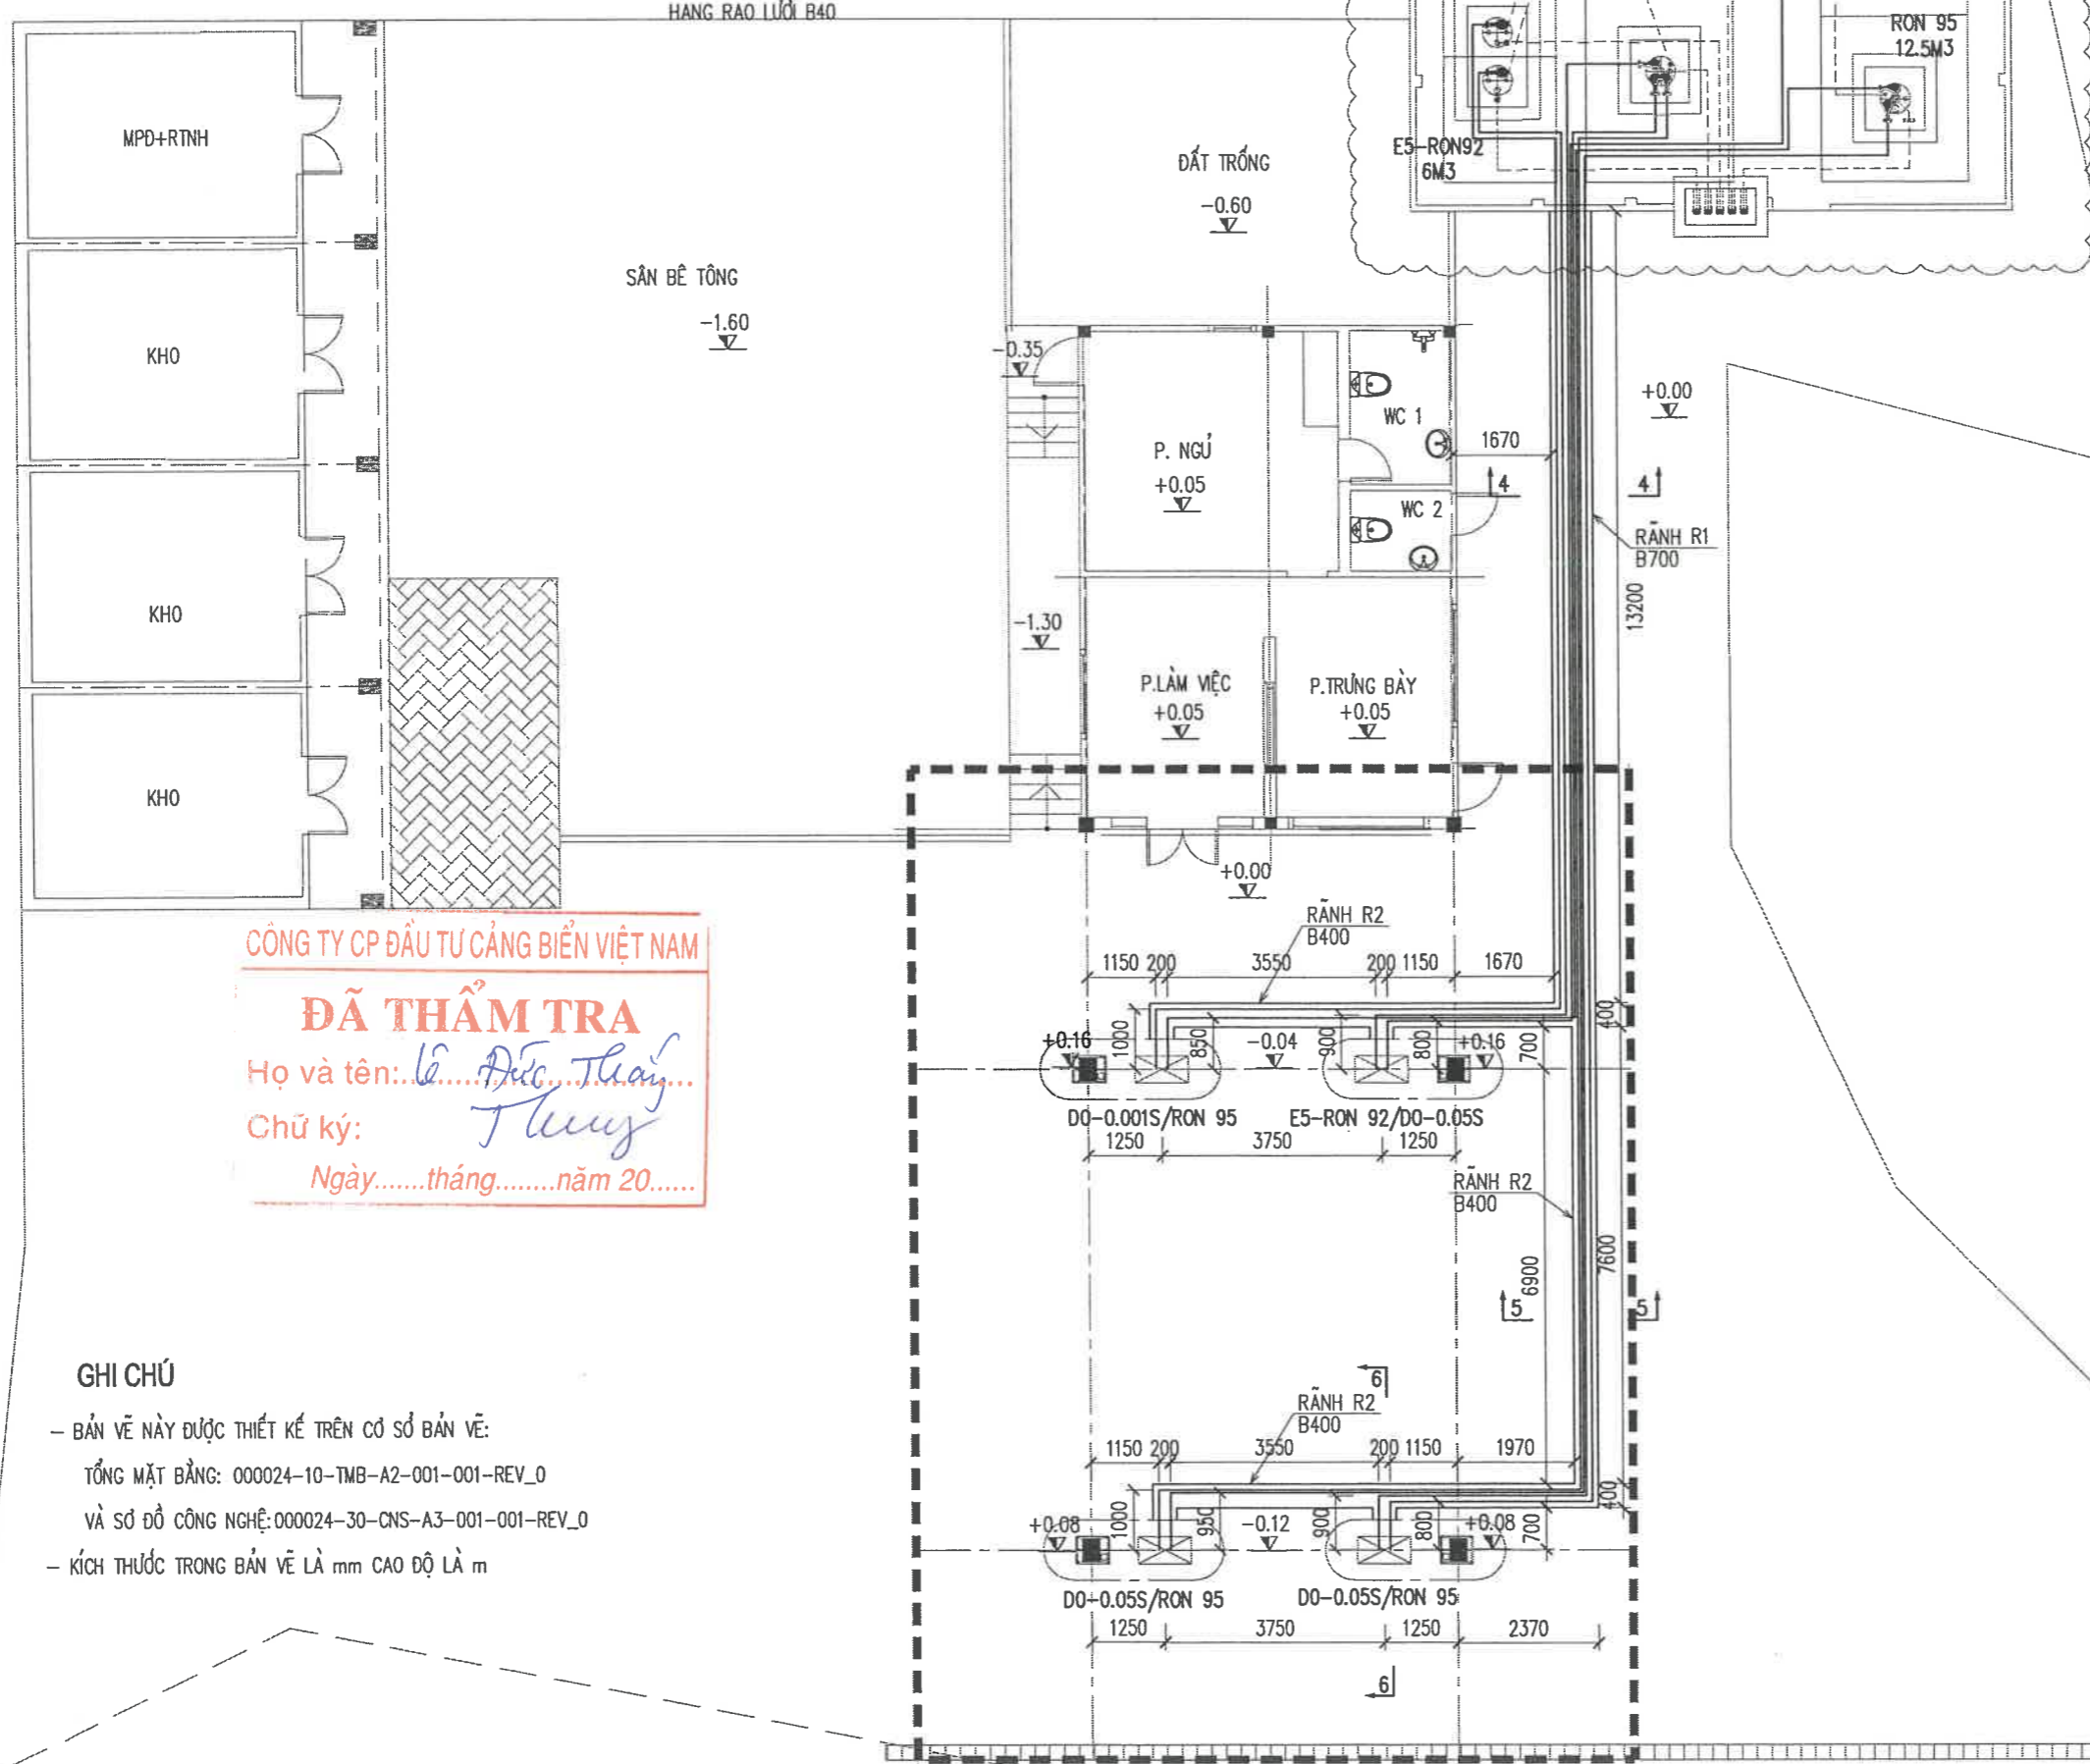 HANG RAO LƯỚI B40
RON 95
12.5M3
MPĐ+RTNH
ĐẤT TRỐNG
-0.60
E5-RON92
6M3
SÂN BÊ TÔNG
-1.60
KHO
-0.35
WC 1
+0.00
1670
P. NGỦ
+0.05
4
4
WC 2
RÃNH R1
B700
13200
KHO
-1.30
P.LÀM VIỆC
+0.05
P.TRƯNG BÀY
+0.05
KHO
+0.00
RÃNH R2
B400
1150 200 3550 200 1150 1670
CÔNG TY CP ĐẦU TƯ CẢNG BIỂN VIỆT NAM
ĐÃ THẨM TRA
Họ và tên: Lê Đức
Chữ ký:
Ngày.......tháng........năm 20......
+0.16
1000
850
-0.04
900
800
+0.16
700
400
DO-0.001S/RON 95
E5-RON 92/DO-0.05S
1250 3750 1250
RÃNH R2
B400
6900
7600
5
5
6
RÃNH R2
B400
1150 200 3550 200 1150 1970
GHI CHÚ
- BẢN VẼ NÀY ĐƯỢC THIẾT KẾ TRÊN CƠ SỞ BẢN VẼ:
TỔNG MẶT BẰNG: 000024-10-TMB-A2-001-001-REV_0
VÀ SƠ ĐỒ CÔNG NGHỆ:000024-30-CNS-A3-001-001-REV_0
- KÍCH THƯỚC TRONG BẢN VẼ LÀ mm CAO ĐỘ LÀ m
+0.08
1000
950
-0.12
900
800
+0.08
700
400
DO-0.05S/RON 95
DO-0.05S/RON 95
1250 3750 1250 2370
6